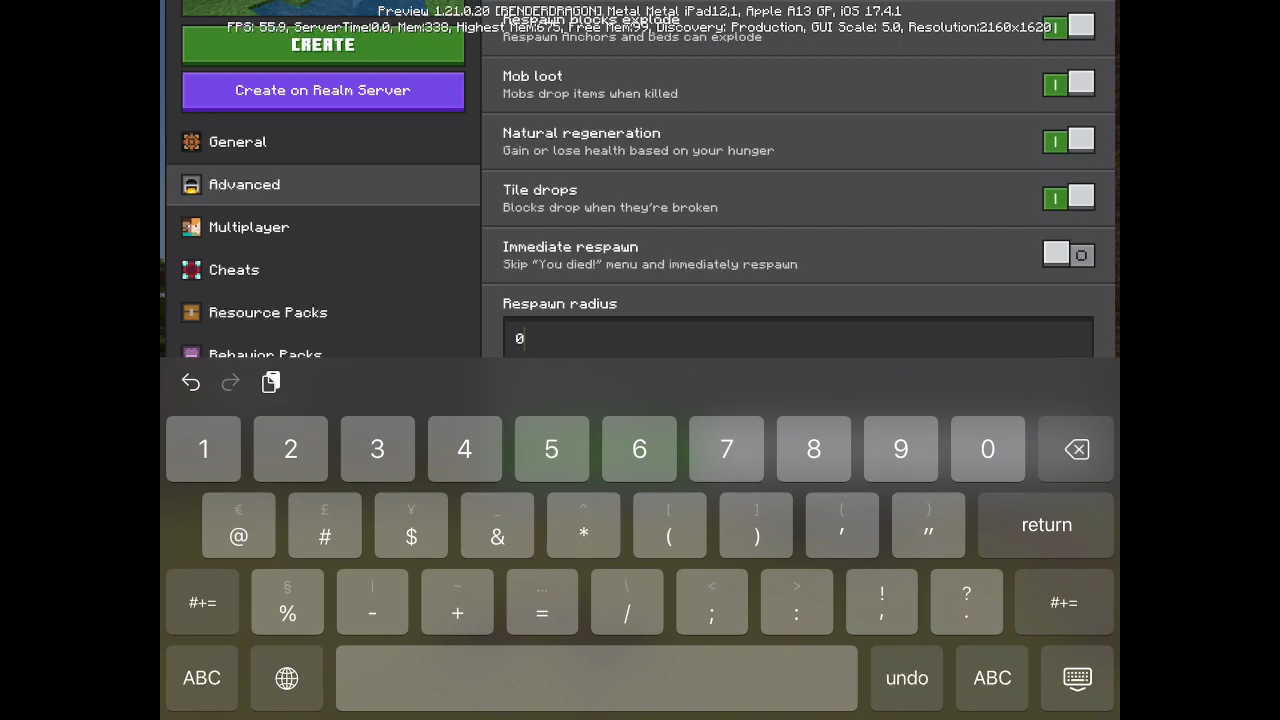 Preview 1.21.0.20 [RENDERDRAGON] Metal Metal iPad12,1, Apple A13 GP, iOS 17.4.1
Respawn blocks explode
FPS: 55.9, ServerTime:0.0, Mem:338, Highest Mem:675, Free Mem:99, Discovery: Production, GUI Scale: 5.0, Resolution:2160x1620
Respawn Anchors and Beds can explode
CREATE
Create on Realm Server
General
Advanced
Multiplayer
Cheats
Resource Packs
Behavior Packs
Mob loot
Mobs drop items when killed
Natural regeneration
Gain or lose health based on your hunger
Tile drops
Blocks drop when they're broken
Immediate respawn
Skip "You died!" menu and immediately respawn
Respawn radius
0
1 2 3 4 5 6 7 8 9 0
€ £ ¥ _ ^ [ ] { }
@ # $ & * ( ) ' " return
§ | ~ … \ < > ! ?
#+= % - + = / ; : , . #+=
ABC undo ABC